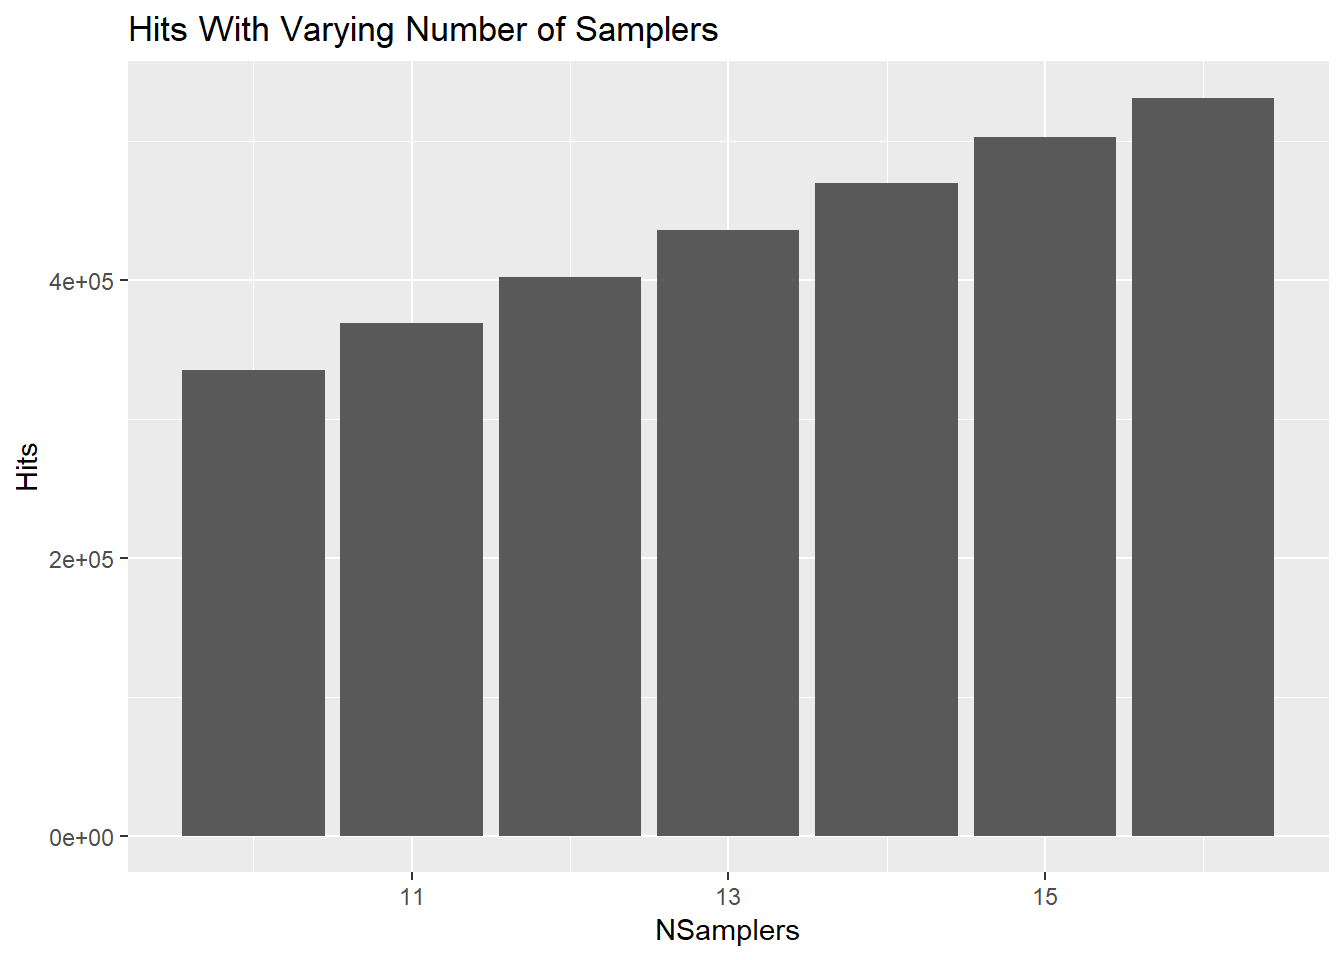 Hits With Varying Number of Samplers
Hits
4e+05
2e+05
0e+00
11 13 15
NSamplers